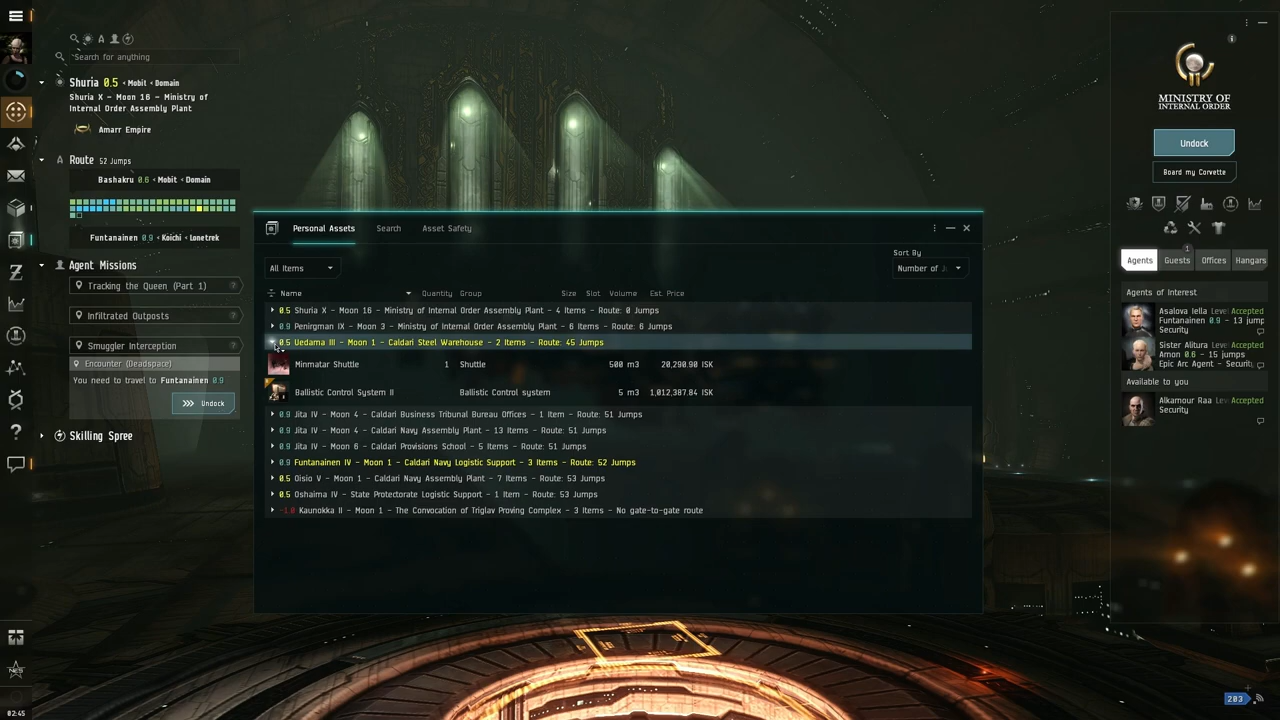 Search for anything
Shuria 0.5 ‹ Mobit ‹ Domain
Shuria X - Moon 16 - Ministry of
Internal Order Assembly Plant
Amarr Empire
Route 52 Jumps
Bashakru 0.6 ‹ Mobit ‹ Domain
Funtanainen 0.9 ‹ Koichi ‹ Lonetrek
Agent Missions
Tracking the Queen (Part 1) ?
Infiltrated Outposts ?
Smuggler Interception ?
Encounter (Deadspace)
You need to travel to Funtanainen 0.9
Undock
Skilling Spree
02:45
Personal Assets Search Asset Safety
All Items
Sort By
Number of J
Name Quantity Group Size Slot Volume Est. Price
0.5 Shuria X - Moon 16 - Ministry of Internal Order Assembly Plant - 4 Items - Route: 0 Jumps
0.9 Penirgman IX - Moon 3 - Ministry of Internal Order Assembly Plant - 6 Items - Route: 6 Jumps
0.5 Uedama III - Moon 1 - Caldari Steel Warehouse - 2 Items - Route: 45 Jumps
Minmatar Shuttle 1 Shuttle 500 m3 20,290.90 ISK
Ballistic Control System II Ballistic Control system 5 m3 1,012,387.84 ISK
0.9 Jita IV - Moon 4 - Caldari Business Tribunal Bureau Offices - 1 Item - Route: 51 Jumps
0.9 Jita IV - Moon 4 - Caldari Navy Assembly Plant - 13 Items - Route: 51 Jumps
0.9 Jita IV - Moon 6 - Caldari Provisions School - 5 Items - Route: 51 Jumps
0.9 Funtanainen IV - Moon 1 - Caldari Navy Logistic Support - 3 Items - Route: 52 Jumps
0.5 Oisio V - Moon 1 - Caldari Navy Assembly Plant - 7 Items - Route: 53 Jumps
0.5 Oshaima IV - State Protectorate Logistic Support - 1 Item - Route: 53 Jumps
-1.0 Kaunokka II - Moon 1 - The Convocation of Triglav Proving Complex - 3 Items - No gate-to-gate route
MINISTRY OF
INTERNAL ORDER
Undock
Board my Corvette
1
Agents Guests Offices Hangars
Agents of Interest
Asalova Iella Level Accepted
Funtanainen 0.9 - 13 jump
Security
Sister Alitura Level Accepted
Arnon 0.6 - 15 jumps
Epic Arc Agent - Securit
Available to you
Alkamour Raa Level Accepted
Security
203